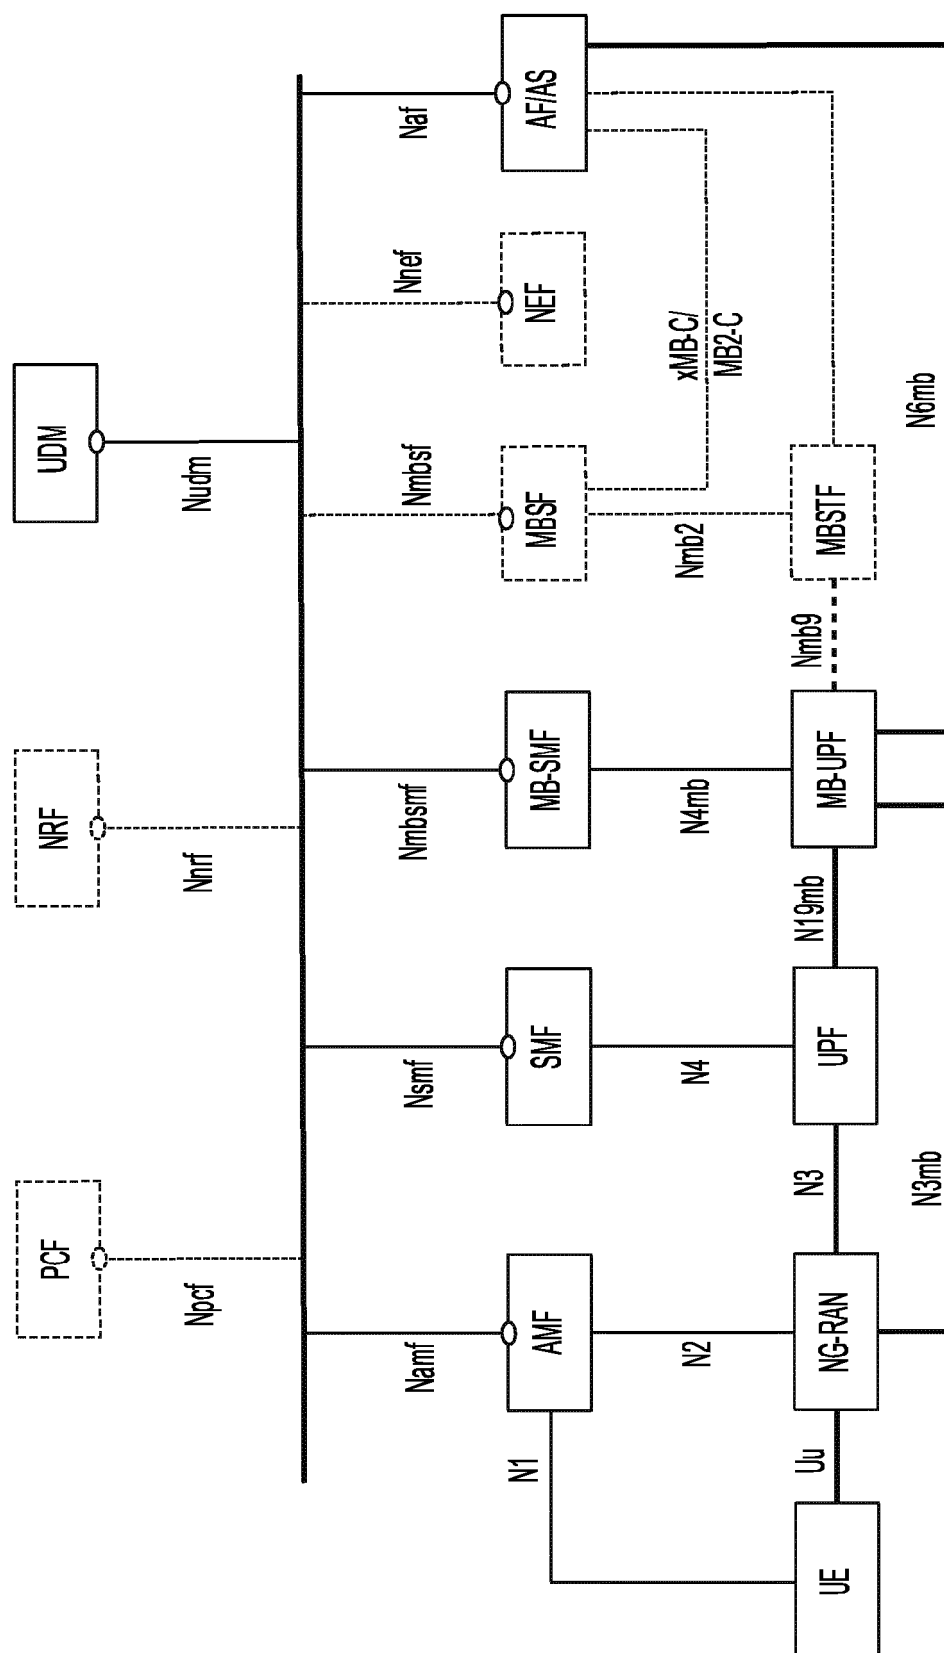 PCF
NRF
UDM
Npcf
Nnrf
Nudm
Namf
Nsmf
Nmbsmf
Nmbsf
Nnef
Naf
AMF
SMF
MB-SMF
MBSF
NEF
AF/AS
N1
N2
N4
N4mb
Nmb2
xMB-C/
MB2-C
UE
Uu
NG-RAN
N3
UPF
N19mb
MB-UPF
Nmb9
MBSTF
N3mb
N6mb